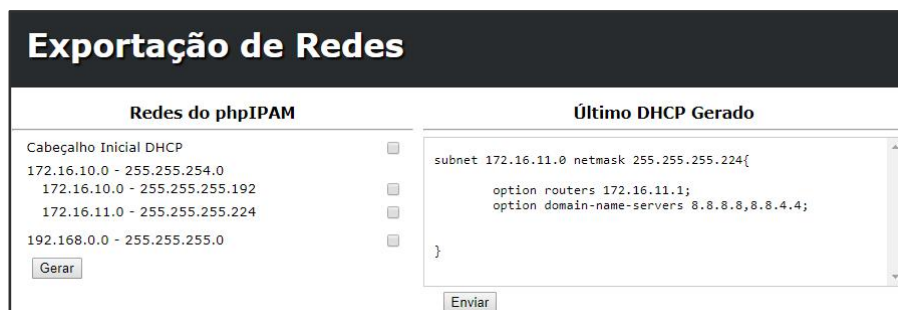 Exportação de Redes
Redes do phpIPAM
Cabeçalho Inicial DHCP
172.16.10.0 - 255.255.254.0
172.16.10.0 - 255.255.255.192
172.16.11.0 - 255.255.255.224
192.168.0.0 - 255.255.255.0
Gerar
Último DHCP Gerado
subnet 172.16.11.0 netmask 255.255.255.224{
option routers 172.16.11.1;
option domain-name-servers 8.8.8.8,8.8.4.4;
}
Enviar